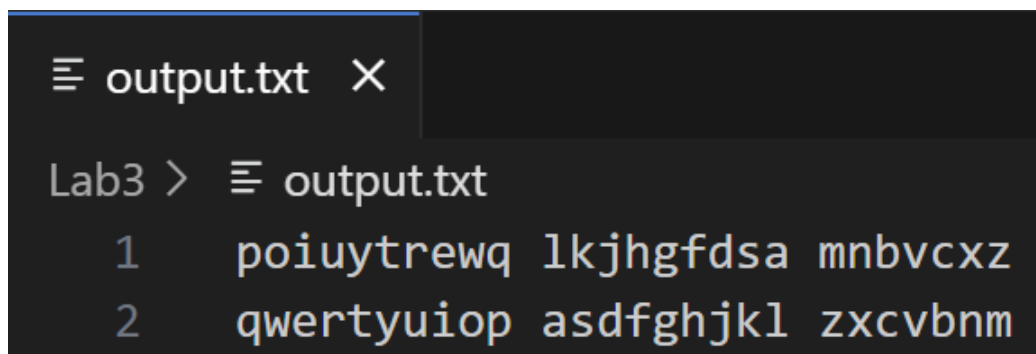 output.txt ×
Lab3 > output.txt
1 poiuytrewq lkjhgfdsa mnbvcxz
2 qwertyuiop asdfghjkl zxcvbnm